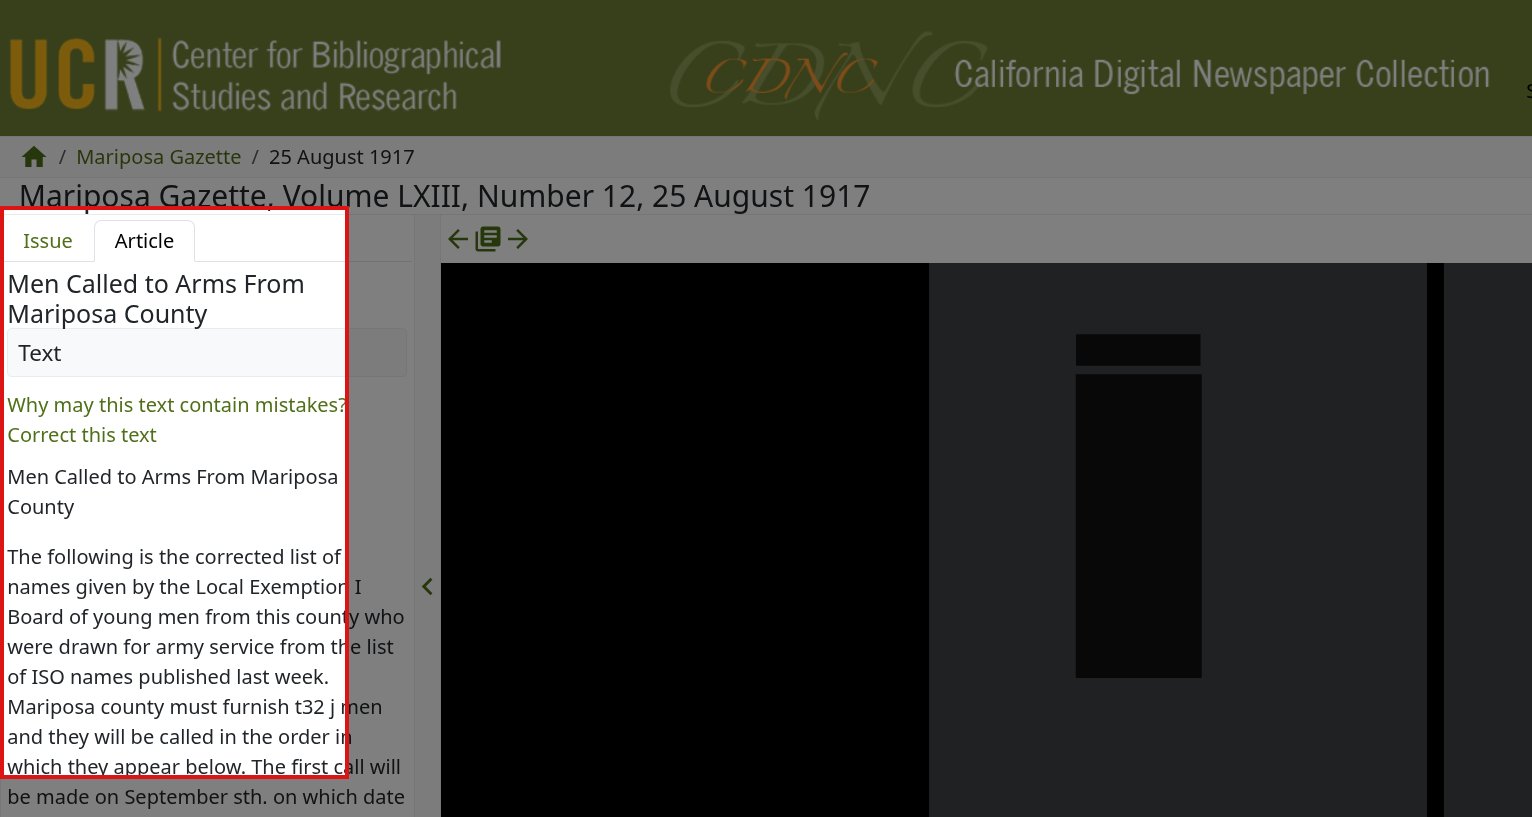 UCR Center for Bibliographical
Studies and Research
CDNC
CDNC California Digital Newspaper Collection
/ Mariposa Gazette / 25 August 1917
Mariposa Gazette, Volume LXIII, Number 12, 25 August 1917
Issue Article
Men Called to Arms From
Mariposa County
Text
Why may this text contain mistakes?
Correct this text
Men Called to Arms From Mariposa
County
The following is the corrected list of
names given by the Local Exemption I
Board of young men from this county who
were drawn for army service from the list
of ISO names published last week.
Mariposa county must furnish t32 j men
and they will be called in the order in
which they appear below. The first call will
be made on September sth. on which date